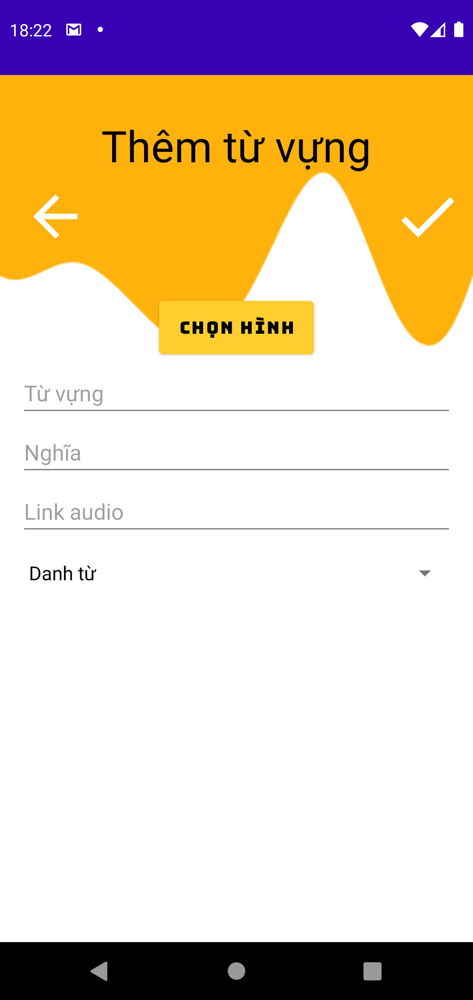 18:22
Thêm từ vựng
CHỌN HÌNH
Từ vựng
Nghĩa
Link audio
Danh từ